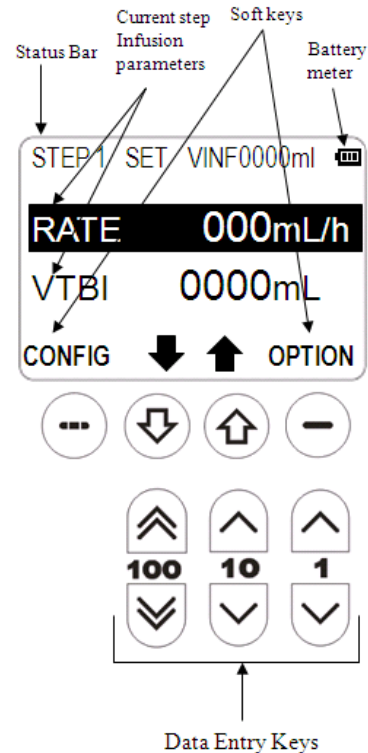 Current step
Infusion
parameters
Soft keys
Status Bar
Battery
meter
STEP 1 SET VINF0000ml
RATE 000mL/h
VTBI 0000mL
CONFIG OPTION
100 10 1
Data Entry Keys